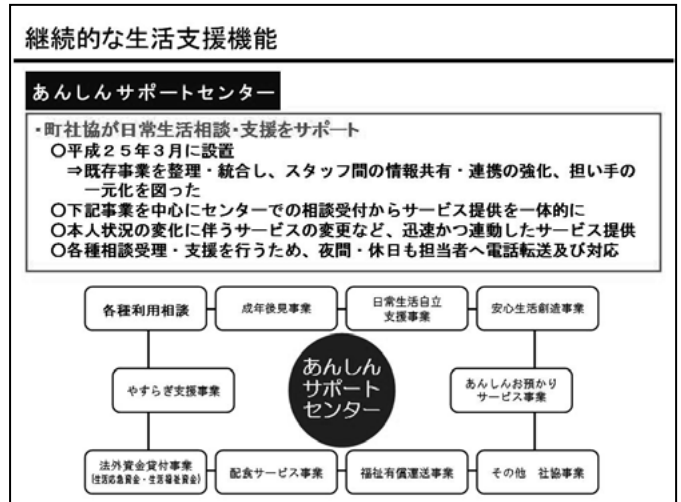 継続的な生活支援機能
あんしんサポートセンター
・町社協が日常生活相談・支援をサポート
○平成２５年３月に設置
⇒既存事業を整理・統合し、スタッフ間の情報共有・連携の強化、担い手の
一元化を図った
○下記事業を中心にセンターでの相談受付からサービス提供を一体的に
○本人状況の変化に伴うサービスの変更など、迅速かつ連動したサービス提供
○各種相談受理・支援を行うため、夜間・休日も担当者へ電話転送及び対応
各種利用相談
成年後見事業
日常生活自立
支援事業
安心生活創造事業
やすらぎ支援事業
あんしん
サポート
センター
あんしんお預かり
サービス事業
法外資金貸付事業
(生活応急資金・生活福祉資金)
配食サービス事業
福祉有償運送事業
その他　社協事業